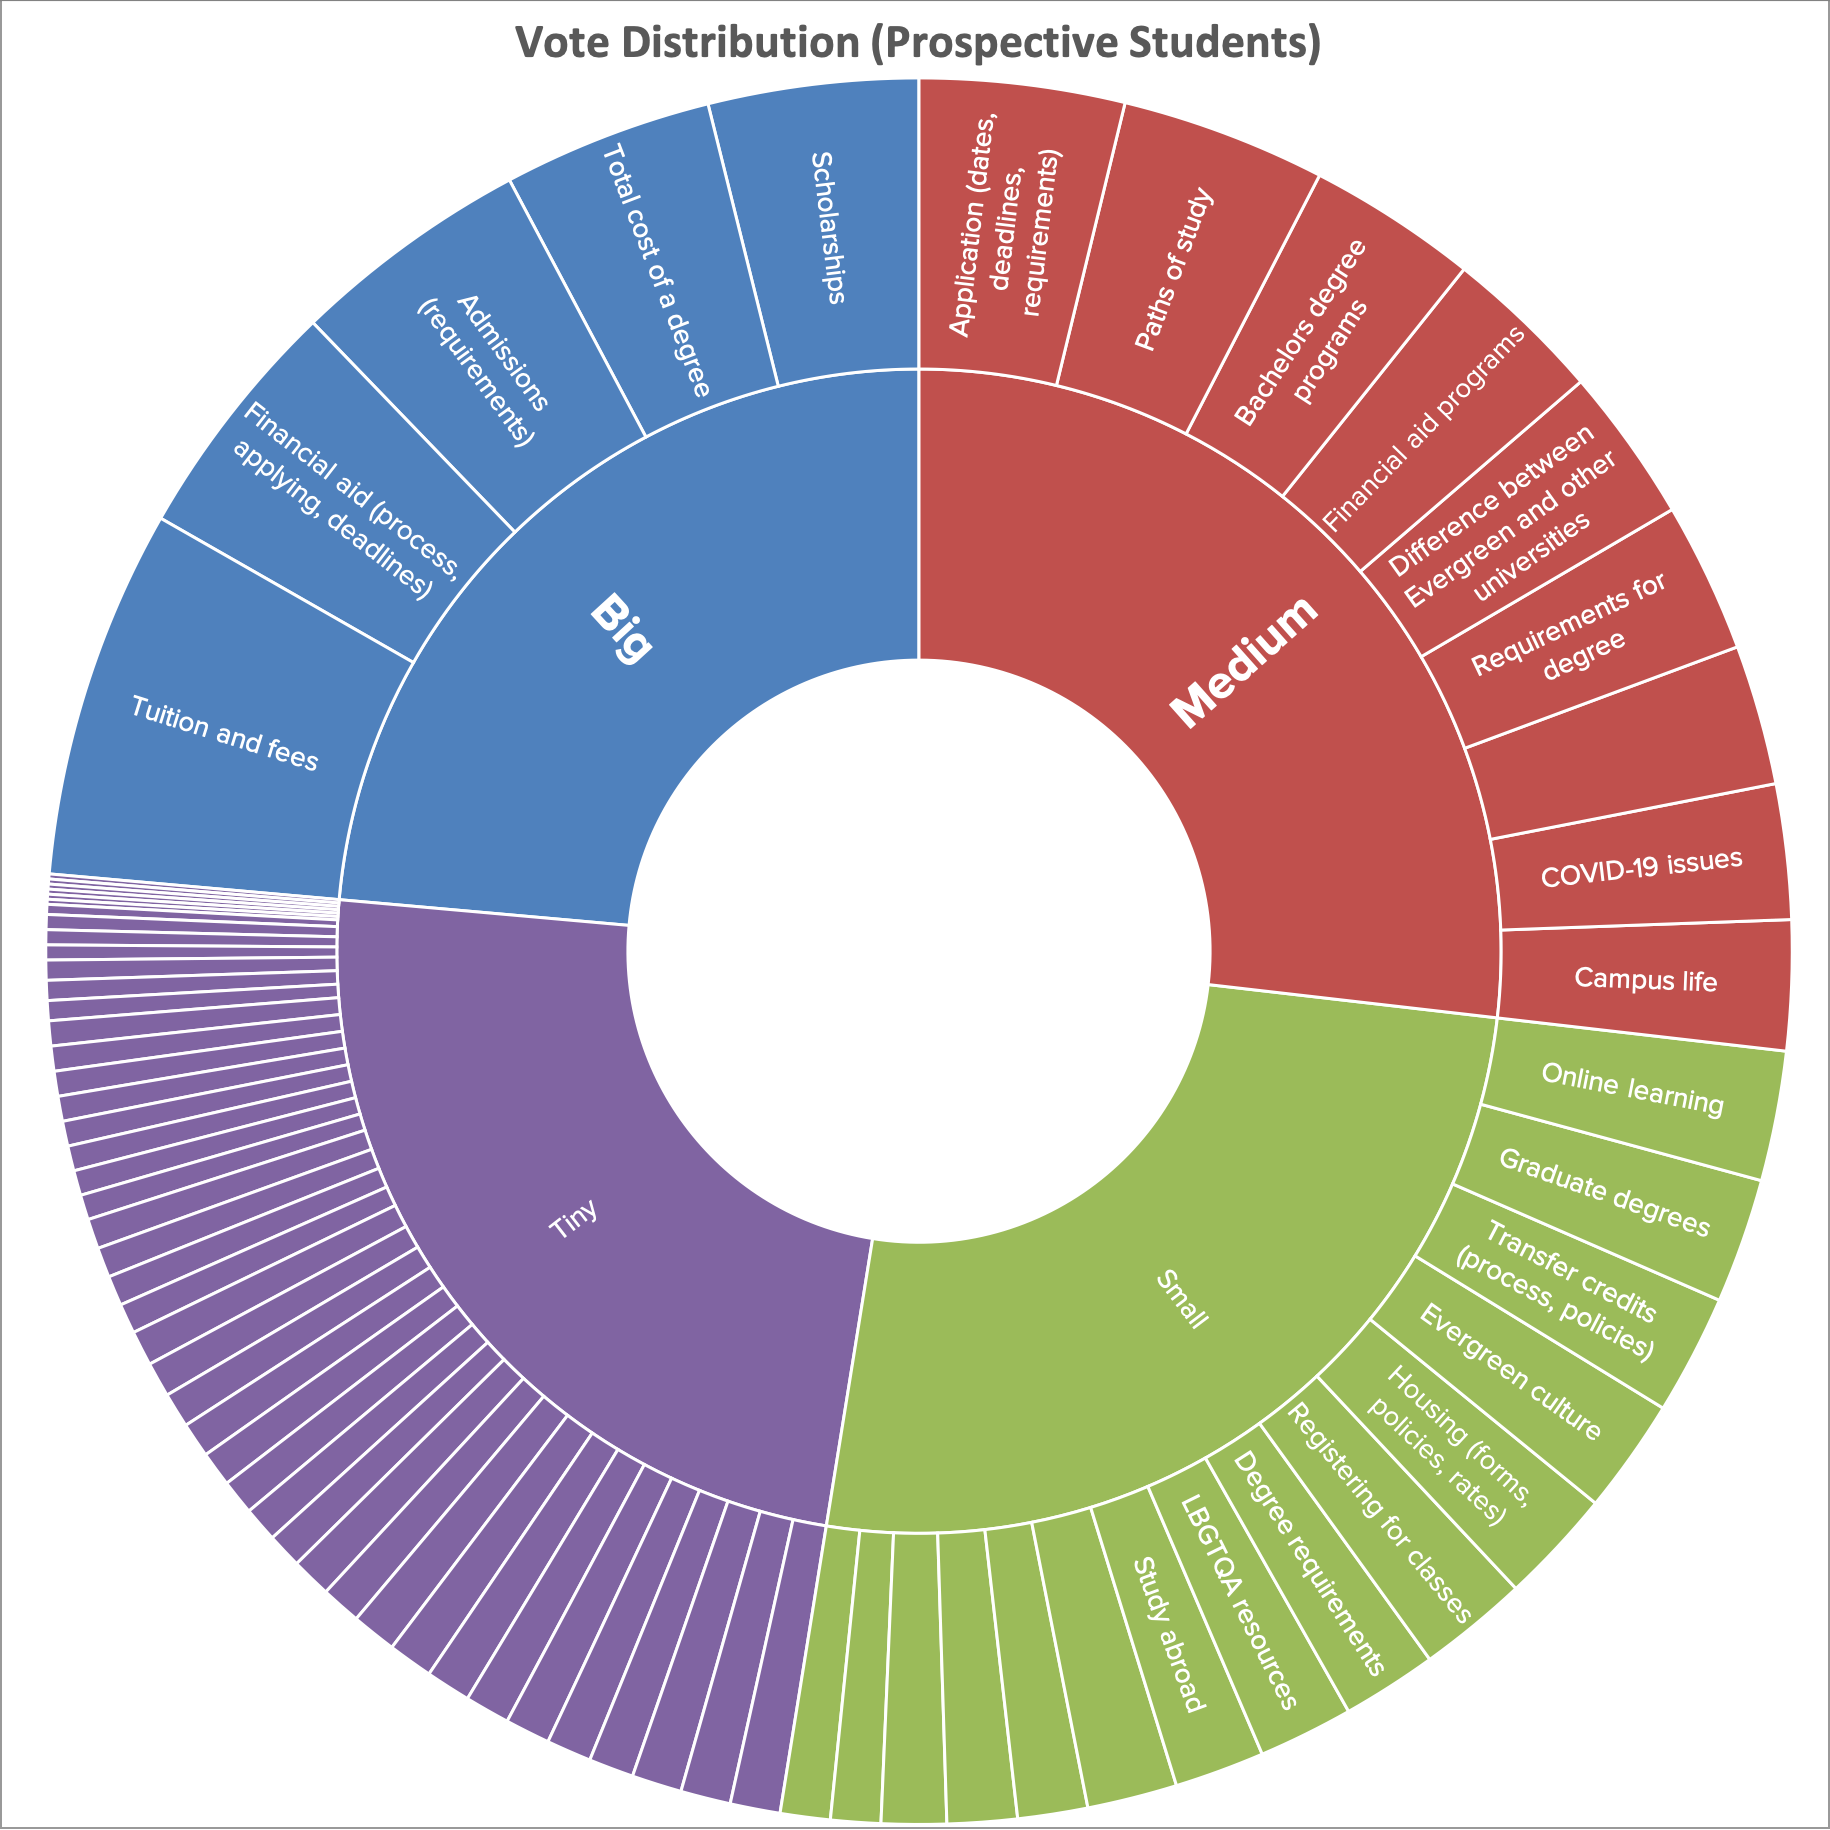 Vote Distribution (Prospective Students)
Application (dates,
deadlines,
requirements)
Paths of study
Bachelors degree
programs
Financial aid programs
Difference between
Evergreen and other
universities
Requirements for
degree
COVID-19 issues
Campus life
Medium
Online learning
Graduate degrees
Transfer credits
(process, policies)
Evergreen culture
Housing (forms,
policies, rates)
Registering for classes
Degree requirements
LBGTQA resources
Study abroad
Small
Tiny
Tuition and fees
Financial aid (process,
applying, deadlines)
Admissions
(requirements)
Total cost of a degree
Scholarships
Big